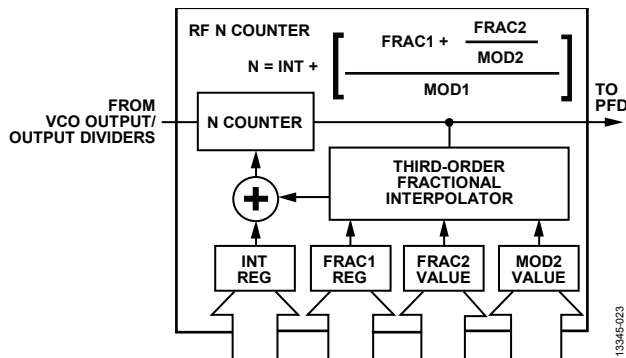 RF N COUNTER
N = INT +
FRAC1 +
FRAC2
MOD2
MOD1
FROM
VCO OUTPUT/
OUTPUT DIVIDERS
N COUNTER
TO
PFD
THIRD-ORDER
FRACTIONAL
INTERPOLATOR
+
INT
REG
FRAC1
REG
FRAC2
VALUE
MOD2
VALUE
13345-023